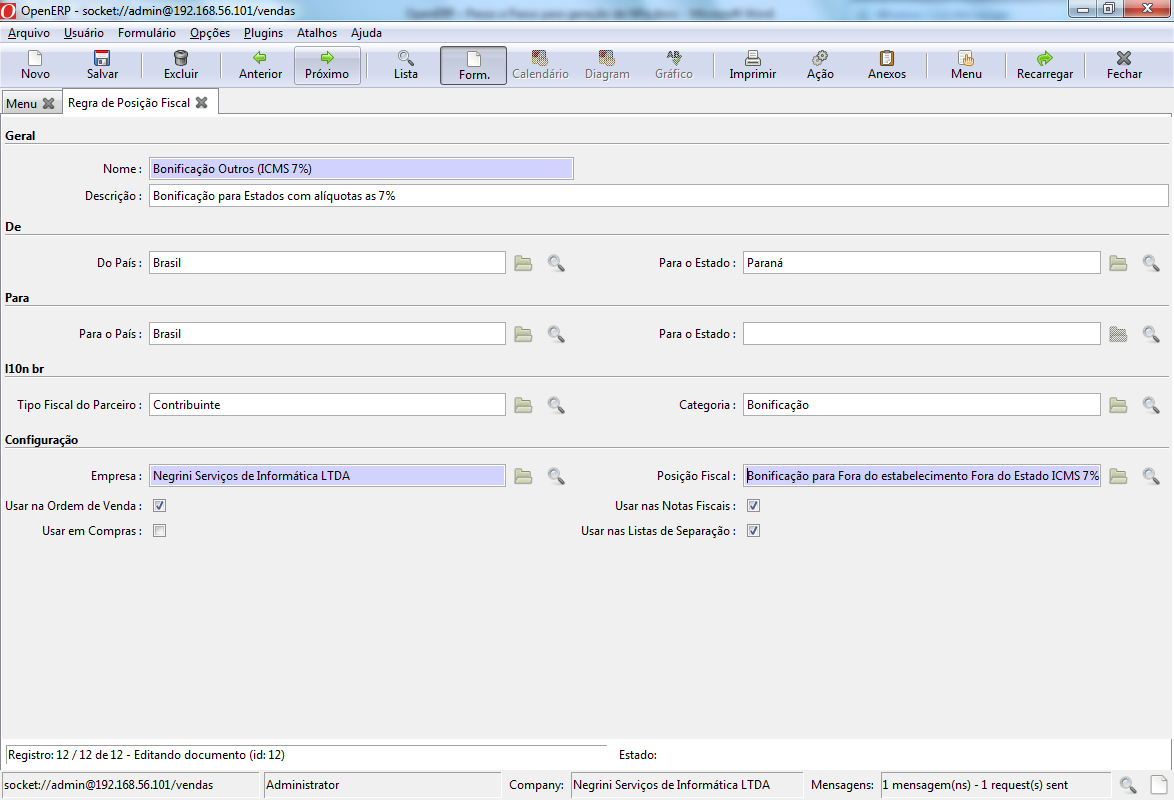 OpenERP - socket://admin@192.168.56.101/vendas
Arquivo Usuário Formulário Opções Plugins Atalhos Ajuda
Novo Salvar Excluir Anterior Próximo Lista Form. Calendário Diagram Gráfico Imprimir Ação Anexos Menu Recarregar Fechar
Menu Regra de Posição Fiscal
Geral
Nome : Bonificação Outros (ICMS 7%)
Descrição : Bonificação para Estados com alíquotas as 7%
De
Do País : Brasil Para o Estado : Paraná
Para
Para o País : Brasil Para o Estado :
l10n br
Tipo Fiscal do Parceiro : Contribuinte Categoria : Bonificação
Configuração
Empresa : Negrini Serviços de Informática LTDA Posição Fiscal : Bonificação para Fora do estabelecimento Fora do Estado ICMS 7%
Usar na Ordem de Venda : Usar nas Notas Fiscais :
Usar em Compras : Usar nas Listas de Separação :
Registro: 12 / 12 de 12 - Editando documento (id: 12) Estado:
socket://admin@192.168.56.101/vendas Administrator Company: Negrini Serviços de Informática LTDA Mensagens: 1 mensagem(ns) - 1 request(s) sent